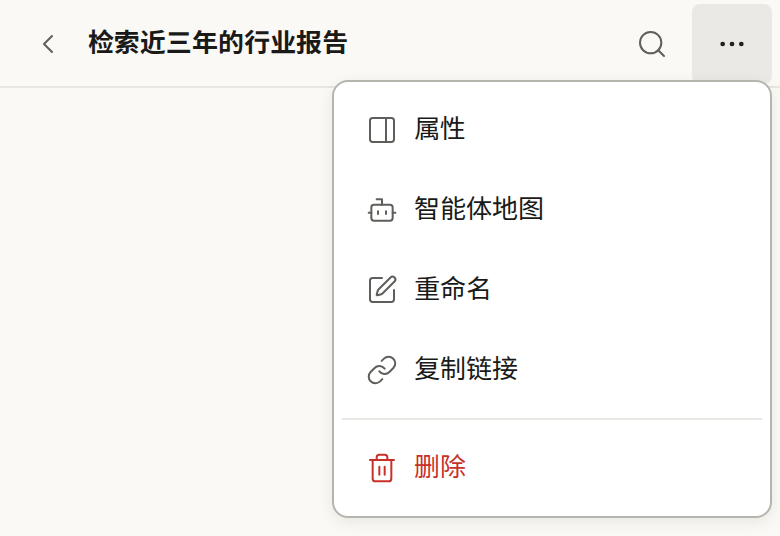 检索近三年的行业报告
属性
智能体地图
重命名
复制链接
删除